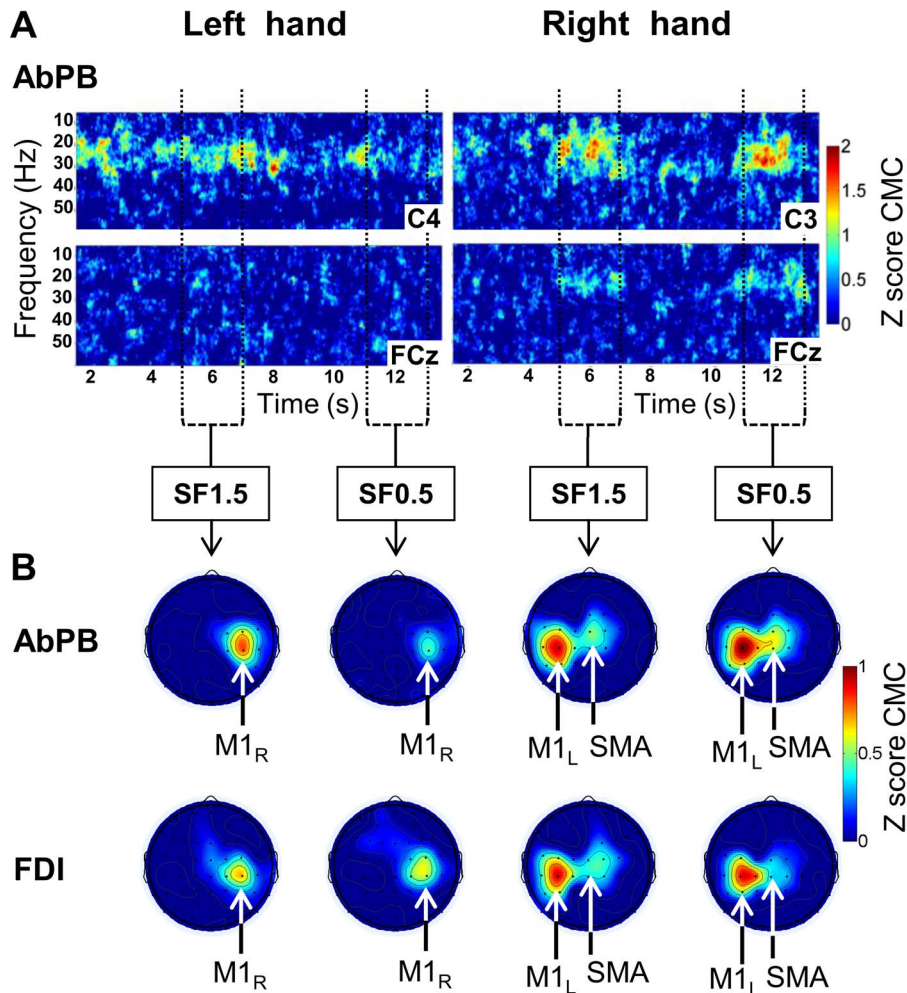 A
Left hand
Right hand
AbPB
Frequency (Hz)
10
20
30
40
50
C4
C3
10
20
30
40
50
FCz
FCz
2 4 6 8 10 12
2 4 6 8 10 12
Time (s)
Time (s)
2
1.5
1
0.5
0
Z score CMC
SF1.5
SF0.5
SF1.5
SF0.5
B
AbPB
M1R
M1R
M1L SMA
M1L SMA
1
0.5
0
Z score CMC
FDI
M1R
M1R
M1L SMA
M1L SMA